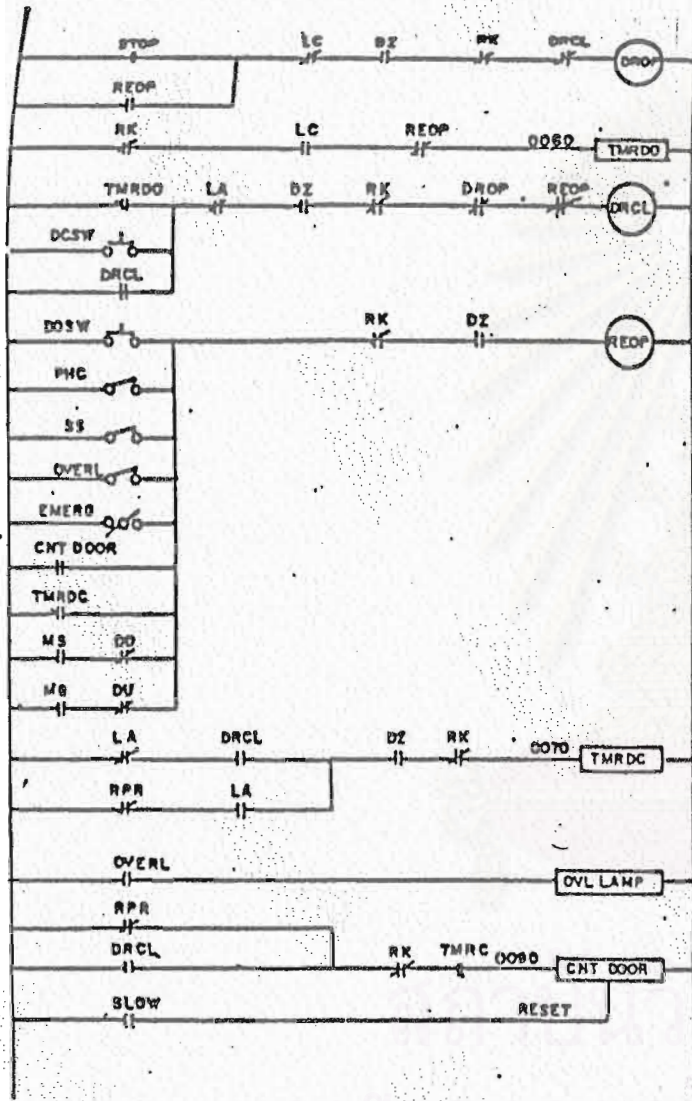 STOP LC DZ RK DRCL
DROP
REOP
RK LC REOP 0060 TMRDO
TMRDO LA DZ RK DROP REOP
DRCL
DCSW
DRCL
DOSW RK DZ
REOP
PHC
SS
OVERL
EMERG
CNT DOOR
TMRDC
MS DD
MG DU
LA DRCL DZ RK 0070 TMRDC
RPR LA
OVERL
OVL LAMP
RPR
DRCL RK TMRC 0090 CNT DOOR
SLOW RESET